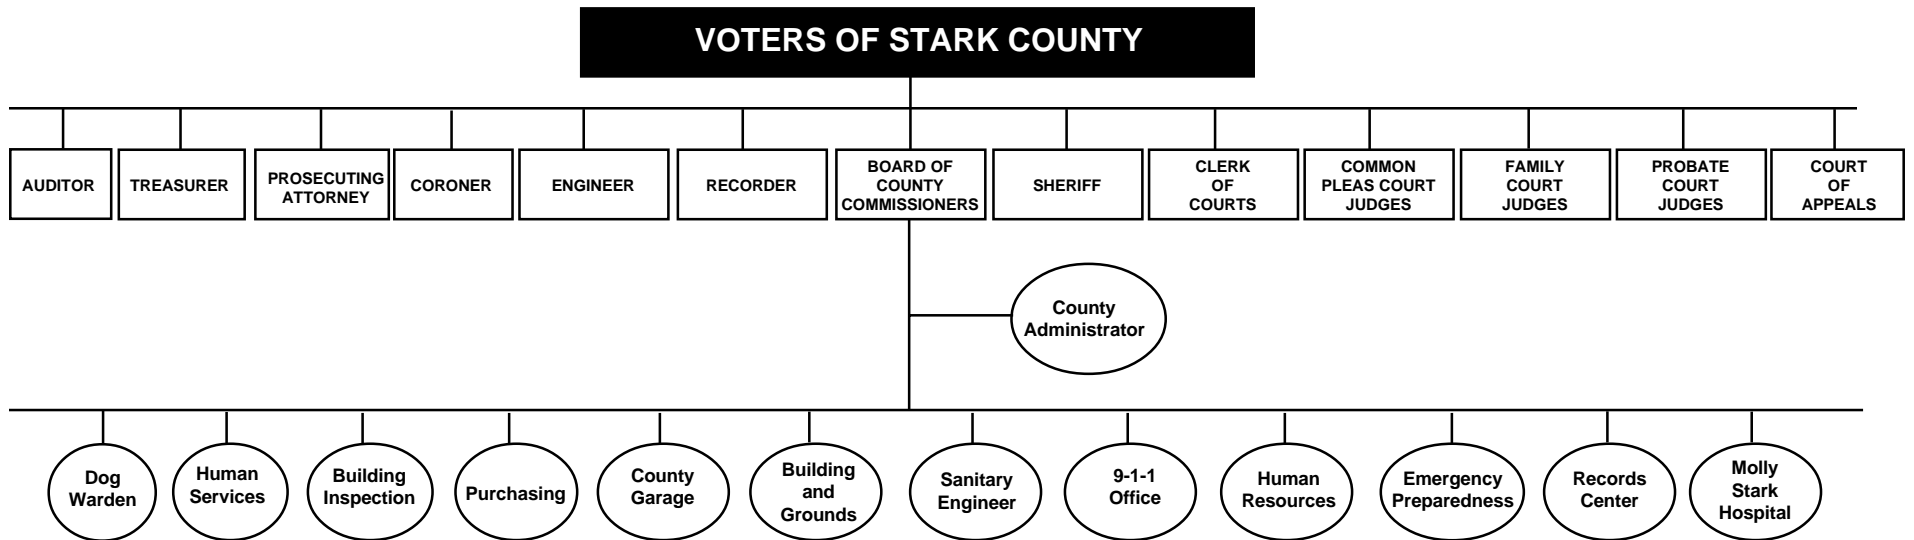 VOTERS OF STARK COUNTY
AUDITOR
TREASURER
PROSECUTING
ATTORNEY
CORONER
ENGINEER
RECORDER
BOARD OF
COUNTY
COMMISSIONERS
SHERIFF
CLERK
OF
COURTS
COMMON
PLEAS COURT
JUDGES
FAMILY
COURT
JUDGES
PROBATE
COURT
JUDGES
COURT
OF
APPEALS
County
Administrator
Dog
Warden
Human
Services
Building
Inspection
Purchasing
County
Garage
Building
and
Grounds
Sanitary
Engineer
9-1-1
Office
Human
Resources
Emergency
Preparedness
Records
Center
Molly
Stark
Hospital